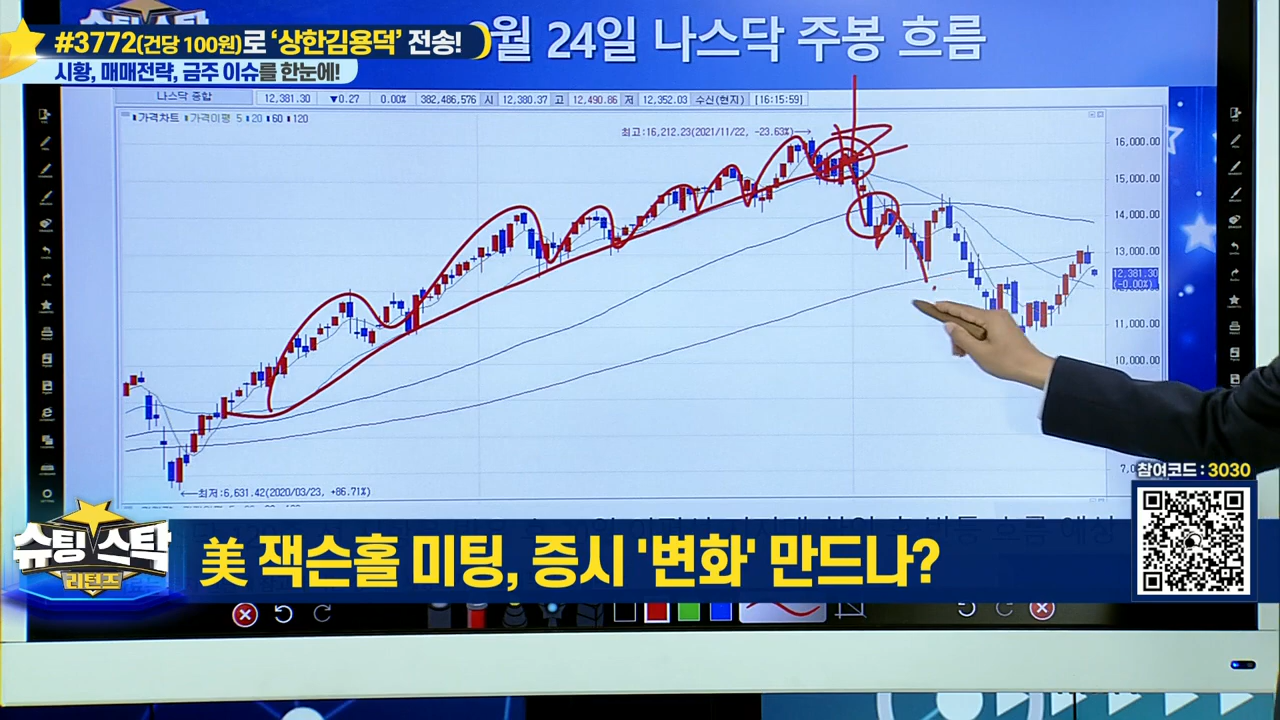 #3772(건당 100원)로 '상한김용덕' 전송!
시황, 매매전략, 금주 이슈를 한눈에!
월 24일 나스닥 주봉 흐름
나스닥 종합 12,381.30 ▼0.27 0.00% 382,486,576 시 12,380.37 고 12,490.86 저 12,352.03 수신(현지) [16:15:59]
가격차트 가격이평 5 20 60 120
최고:16,212.23(2021/11/22, -23.63%)→
16,000.00
15,000.00
14,000.00
13,000.00
12,381.30
(-0.00%)
11,000.00
10,000.00
←최저:6,631.42(2020/03/23, +86.71%)
참여코드 : 3030
슈팅 스탁
리턴즈
美 잭슨홀 미팅, 증시 '변화' 만드나?